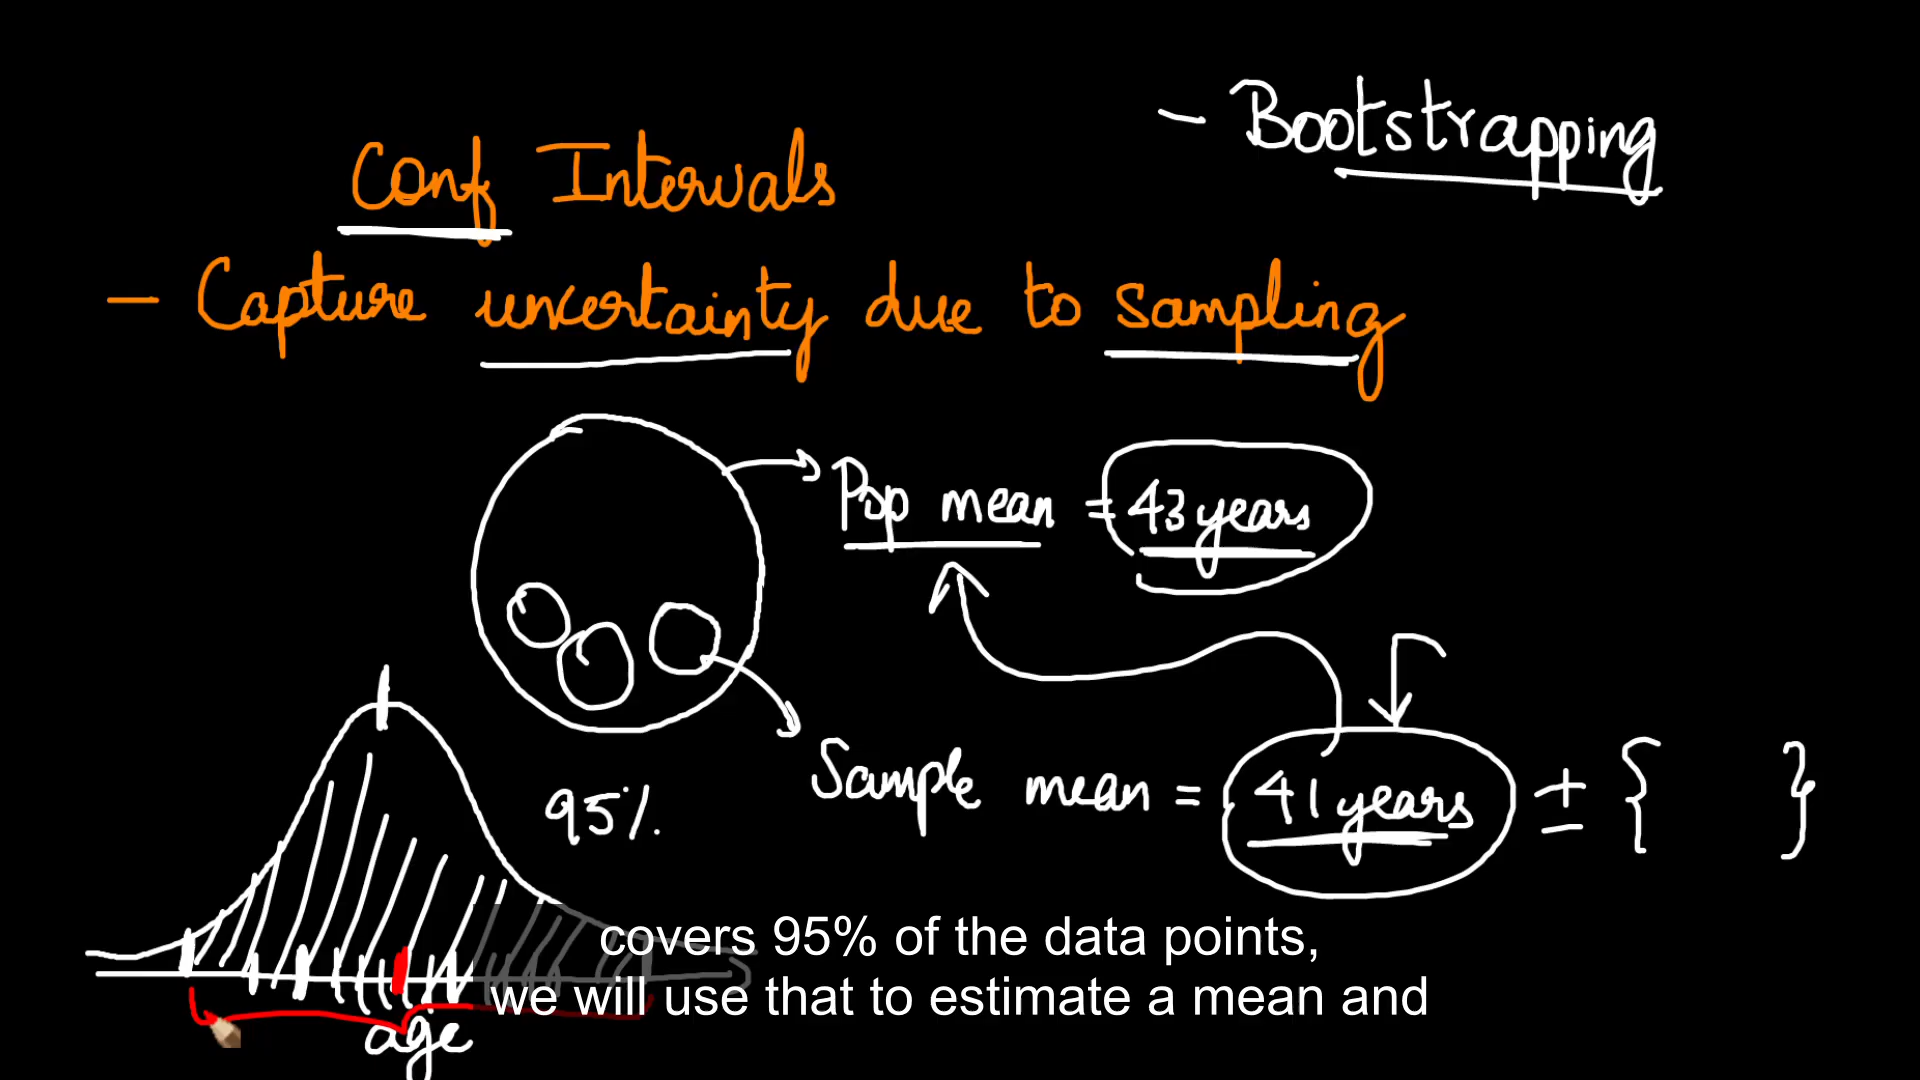 - Bootstrapping
Conf Intervals
- Capture uncertainty due to sampling
Pop mean = 43 years
Sample mean = 41 years ± { }
95%
age
covers 95% of the data points,
we will use that to estimate a mean and